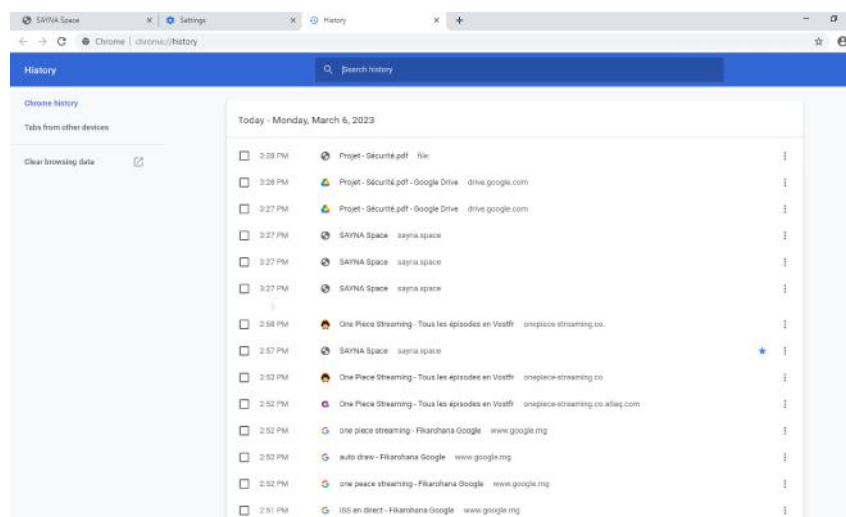 SAYNA Space
Settings
History
Chrome | chrome://history
History
Search history
Chrome history
Tabs from other devices
Clear browsing data
Today - Monday, March 6, 2023
3:28 PM Projet - Sécurité.pdf file:
3:28 PM Projet - Sécurité.pdf - Google Drive drive.google.com
3:27 PM Projet - Sécurité.pdf - Google Drive drive.google.com
3:27 PM SAYNA Space sayna.space
3:27 PM SAYNA Space sayna.space
3:27 PM SAYNA Space sayna.space
2:58 PM One Piece Streaming - Tous les épisodes en Vostfr onepiece-streaming.co.
2:57 PM SAYNA Space sayna.space
2:52 PM One Piece Streaming - Tous les épisodes en Vostfr onepiece-streaming.co
2:52 PM One Piece Streaming - Tous les épisodes en Vostfr onepiece-streaming.co.atlaq.com
2:52 PM one piece streaming - Fikarohana Google www.google.mg
2:52 PM auto draw - Fikarohana Google www.google.mg
2:52 PM one peace streaming - Fikarohana Google www.google.mg
2:51 PM ISS en direct - Fikarohana Google www.google.mg